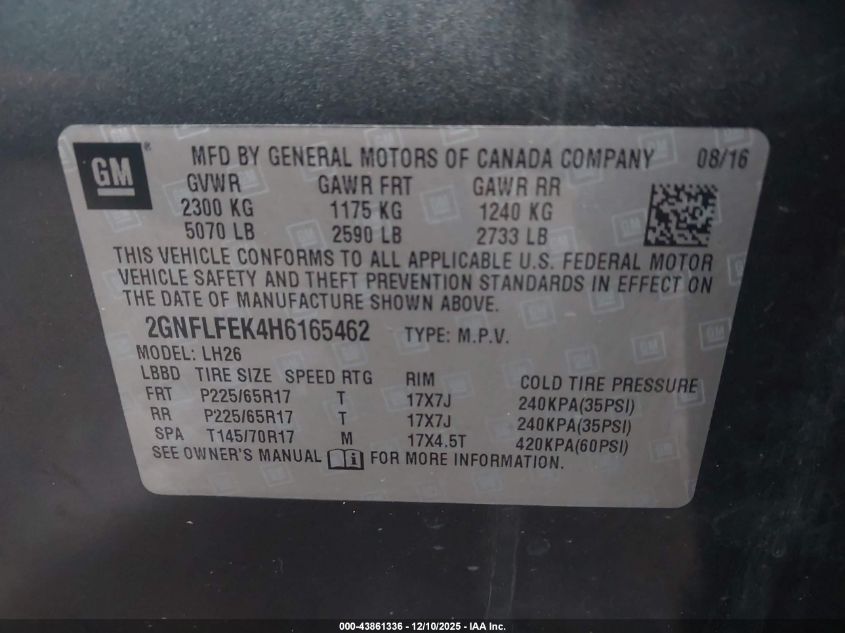 GM ® MFD BY GENERAL MOTORS OF CANADA COMPANY 08/16
GVWR GAWR FRT GAWR RR
2300 KG 1175 KG 1240 KG
5070 LB 2590 LB 2733 LB
THIS VEHICLE CONFORMS TO ALL APPLICABLE U.S. FEDERAL MOTOR
VEHICLE SAFETY AND THEFT PREVENTION STANDARDS IN EFFECT ON
THE DATE OF MANUFACTURE SHOWN ABOVE.
2GNFLFEK4H6165462 TYPE: M.P.V.
MODEL: LH26
LBBD TIRE SIZE SPEED RTG RIM COLD TIRE PRESSURE
FRT P225/65R17 T 17X7J 240KPA(35PSI)
RR P225/65R17 T 17X7J 240KPA(35PSI)
SPA T145/70R17 M 17X4.5T 420KPA(60PSI)
SEE OWNER'S MANUAL FOR MORE INFORMATION.
000-43861336 - 12/10/2025 - IAA Inc.